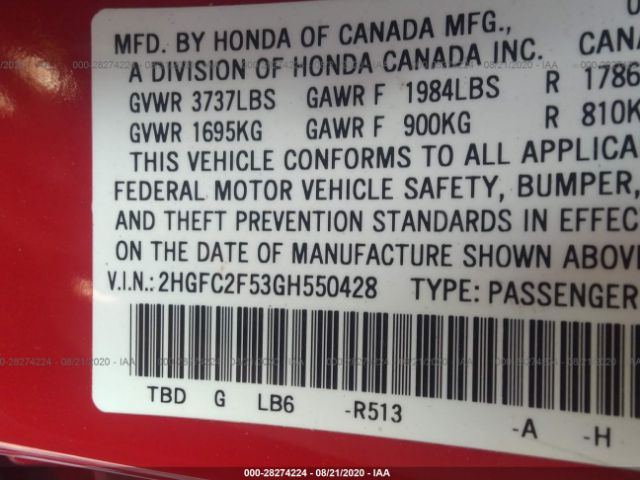 MFD. BY HONDA OF CANADA MFG.,
A DIVISION OF HONDA CANADA INC. CANA
GVWR 3737LBS GAWR F 1984LBS R 1786
GVWR 1695KG GAWR F 900KG R 810K
THIS VEHICLE CONFORMS TO ALL APPLICA
FEDERAL MOTOR VEHICLE SAFETY, BUMPER,
AND THEFT PREVENTION STANDARDS IN EFFEC
ON THE DATE OF MANUFACTURE SHOWN ABOVE
V.I.N.: 2HGFC2F53GH550428 TYPE: PASSENGER
TBD G LB6 -R513 -A -H
000-28274224 - 08/21/2020 - IAA